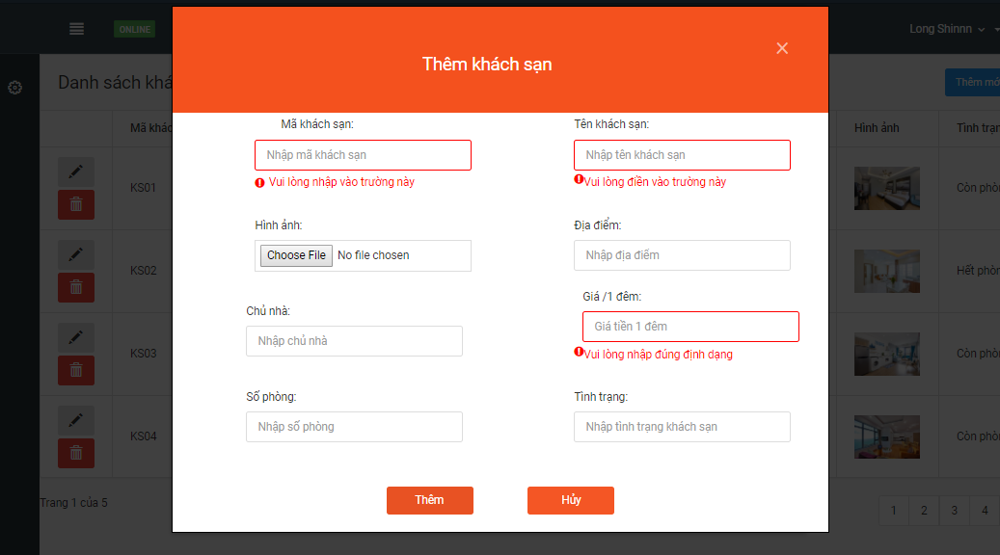 ONLINE
Long Shinnn
Thêm khách sạn
Danh sách khá
Thêm mớ
Mã khác
Hình ảnh
Tình trạn
Mã khách sạn:
Tên khách sạn:
Nhập mã khách sạn
Nhập tên khách sạn
Vui lòng nhập vào trường này
Vui lòng điền vào trường này
KS01
Còn phòn
Hình ảnh:
Địa điểm:
Choose File No file chosen
Nhập địa điểm
KS02
Hết phòn
Giá /1 đêm:
Chủ nhà:
Giá tiền 1 đêm
Nhập chủ nhà
Vui lòng nhập đúng định dạng
KS03
Còn phòn
Số phòng:
Tình trạng:
Nhập số phòng
Nhập tình trạng khách sạn
KS04
Còn phòn
Thêm
Hủy
Trang 1 của 5
1 2 3 4